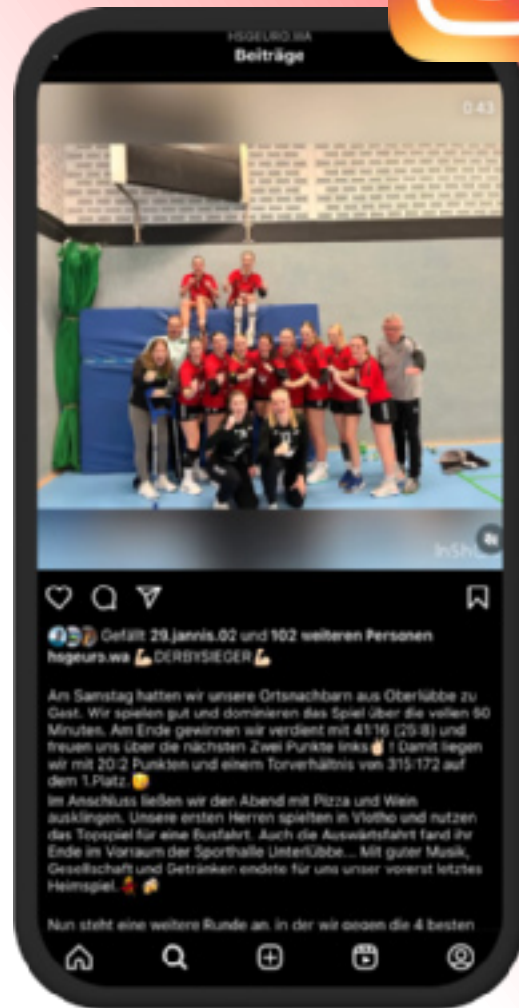 HSGEURO.WA
Beiträge
0:43
InSh
Gefällt 29.jannis.02 und 102 weiteren Personen
hsgeuro.wa 💪🏻DERBYSIEGER💪🏻
Am Samstag hatten wir unsere Ortsnachbarn aus Oberlübbe zu
Gast. Wir spielen gut und dominieren das Spiel über die vollen 60
Minuten. Am Ende gewinnen wir verdient mit 41:16 (25:8) und
freuen uns über die nächsten Zwei Punkte links✌🏻! Damit liegen
wir mit 20:2 Punkten und einem Torverhältnis von 315:172 auf
dem 1.Platz.
Im Anschluss ließen wir den Abend mit Pizza und Wein
ausklingen. Unsere ersten Herren spielten in Vlotho und nutzen
das Topspiel für eine Busfahrt. Auch die Auswärtsfahrt fand ihr
Ende im Vorraum der Sporthalle Unterlübbe... Mit guter Musik,
Gesellschaft und Getränken endete für uns unser vorerst letztes
Heimspiel.💃🍻
Nun steht eine weitere Runde an, in der wir gegen die 4 besten